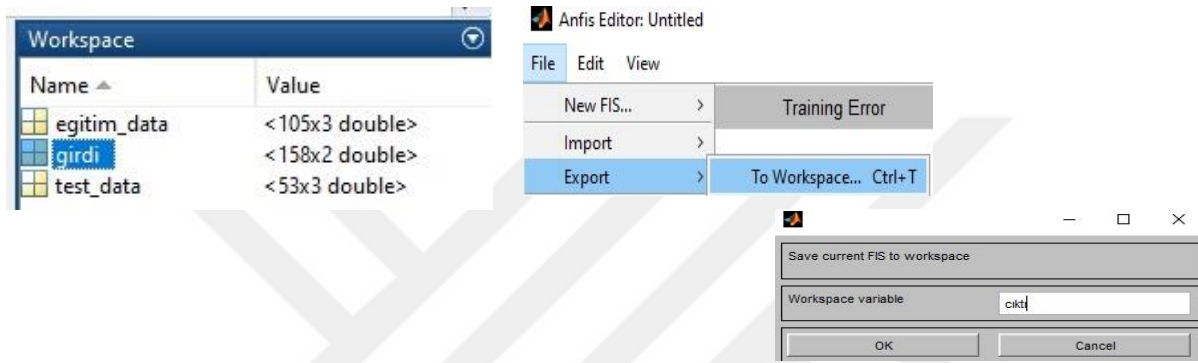 Workspace
Name Value
egitim_data <105x3 double>
girdi <158x2 double>
test_data <53x3 double>
Anfis Editor: Untitled
File Edit View
New FIS... > Training Error
Import >
Export > To Workspace... Ctrl+T
Save current FIS to workspace
Workspace variable cıktı
OK Cancel